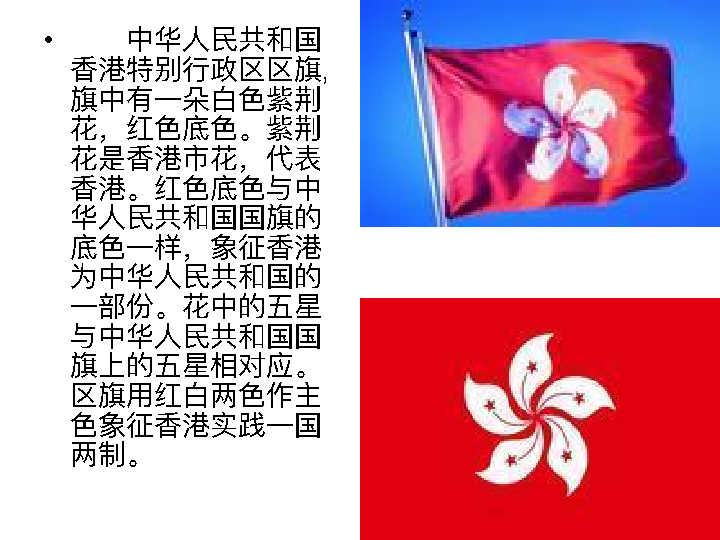 • 中华人民共和国
香港特别行政区区旗,
旗中有一朵白色紫荆
花，红色底色。紫荆
花是香港市花，代表
香港。红色底色与中
华人民共和国国旗的
底色一样，象征香港
为中华人民共和国的
一部份。花中的五星
与中华人民共和国国
旗上的五星相对应。
区旗用红白两色作主
色象征香港实践一国
两制。